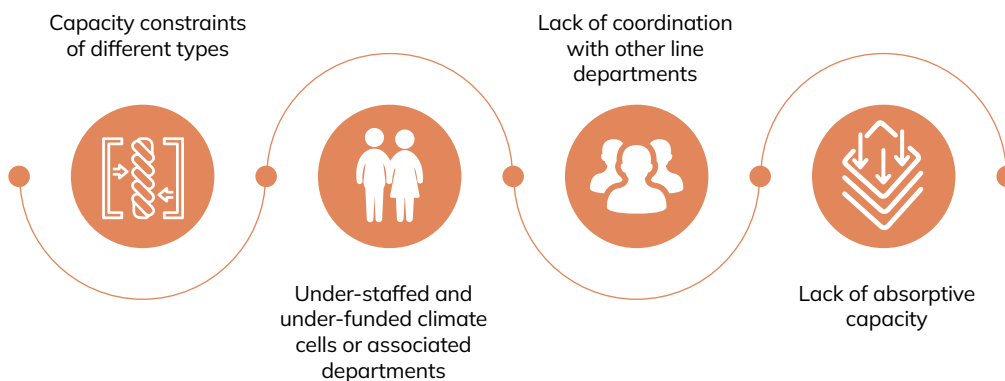 Capacity constraints
of different types
Under-staffed and
under-funded climate
cells or associated
departments
Lack of coordination
with other line
departments
Lack of absorptive
capacity